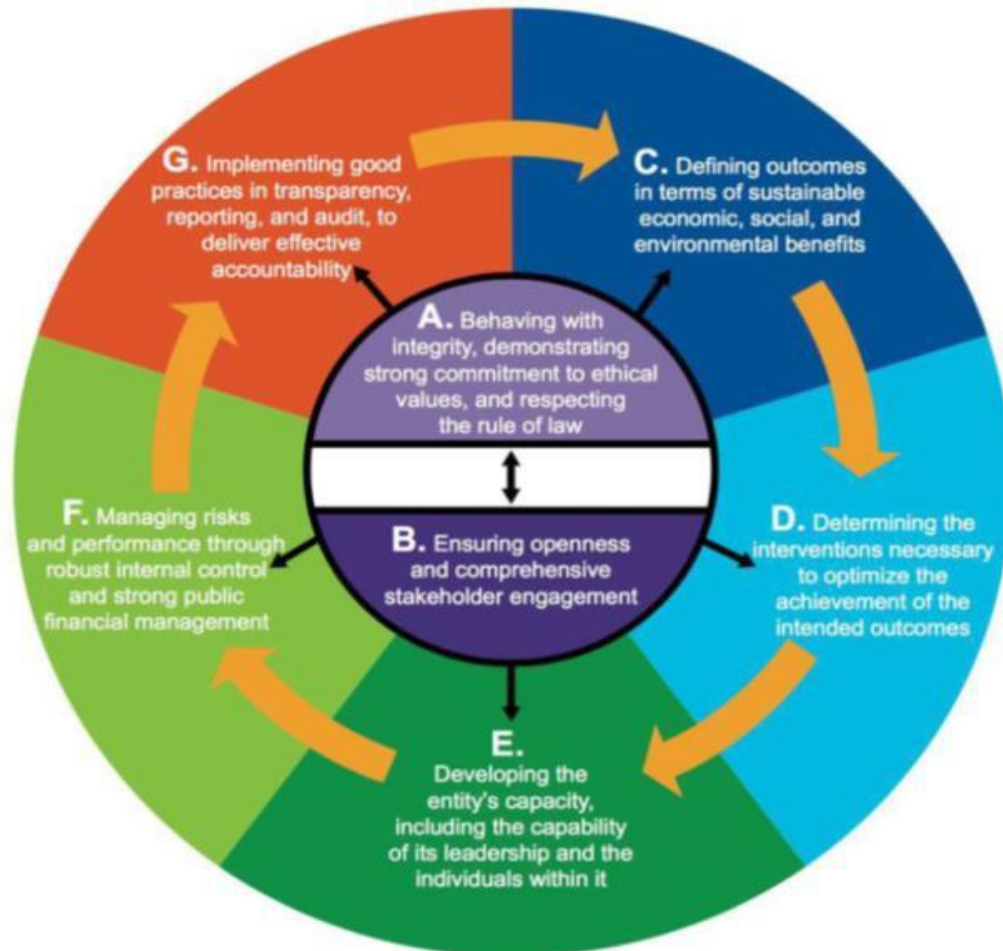 G. Implementing good
practices in transparency,
reporting, and audit, to
deliver effective
accountability
C. Defining outcomes
in terms of sustainable
economic, social, and
environmental benefits
A. Behaving with
integrity, demonstrating
strong commitment to ethical
values, and respecting
the rule of law
B. Ensuring openness
and comprehensive
stakeholder engagement
F. Managing risks
and performance through
robust internal control
and strong public
financial management
D. Determining the
interventions necessary
to optimize the
achievement of the
intended outcomes
E.
Developing the
entity's capacity,
including the capability
of its leadership and the
individuals within it